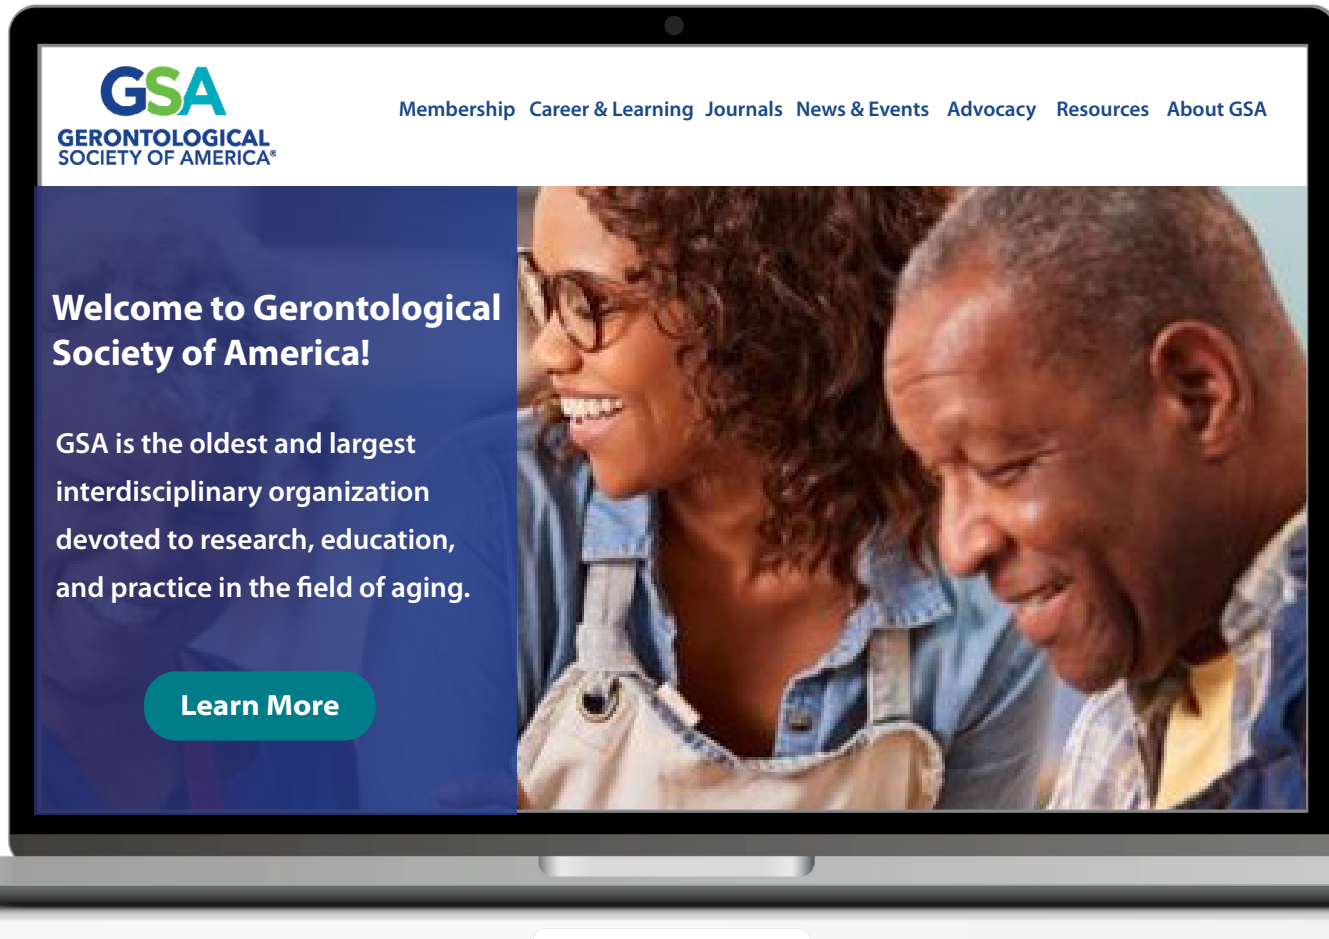 GSA
GERONTOLOGICAL
SOCIETY OF AMERICA®
Membership Career & Learning Journals News & Events Advocacy Resources About GSA
Welcome to Gerontological
Society of America!
GSA is the oldest and largest
interdisciplinary organization
devoted to research, education,
and practice in the field of aging.
Learn More